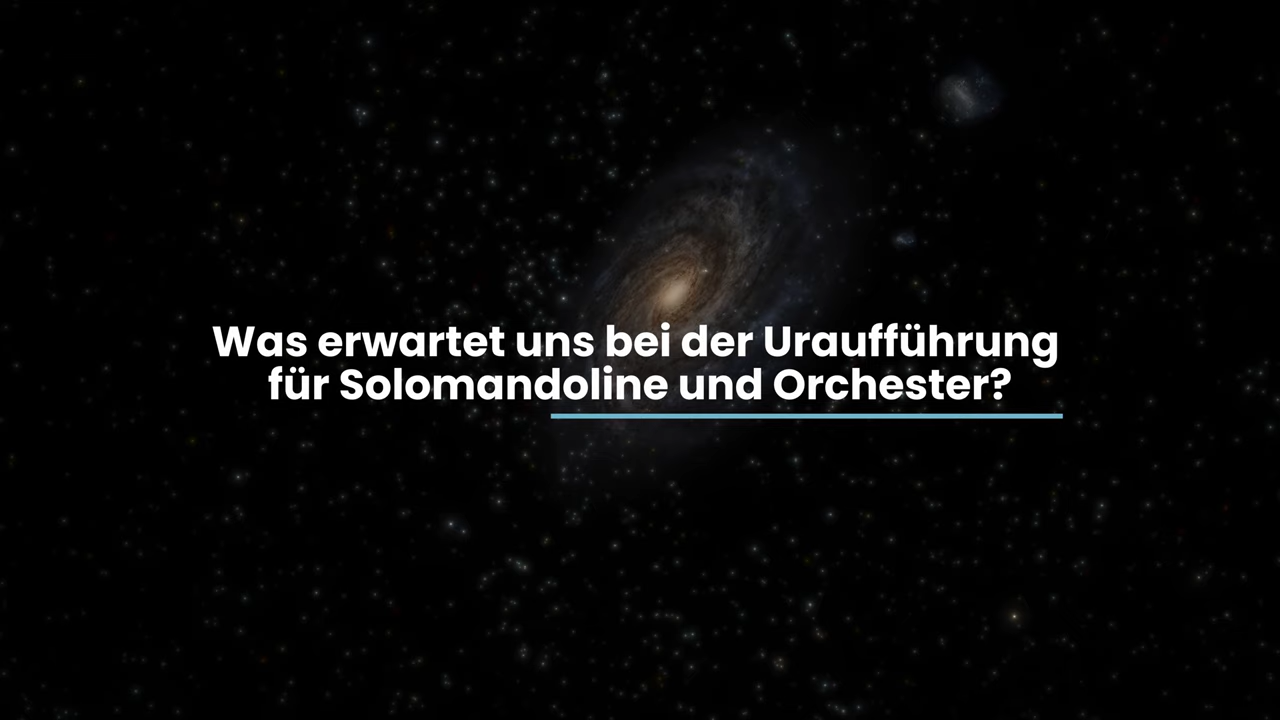 Was erwartet uns bei der Uraufführung
für Solomandoline und Orchester?